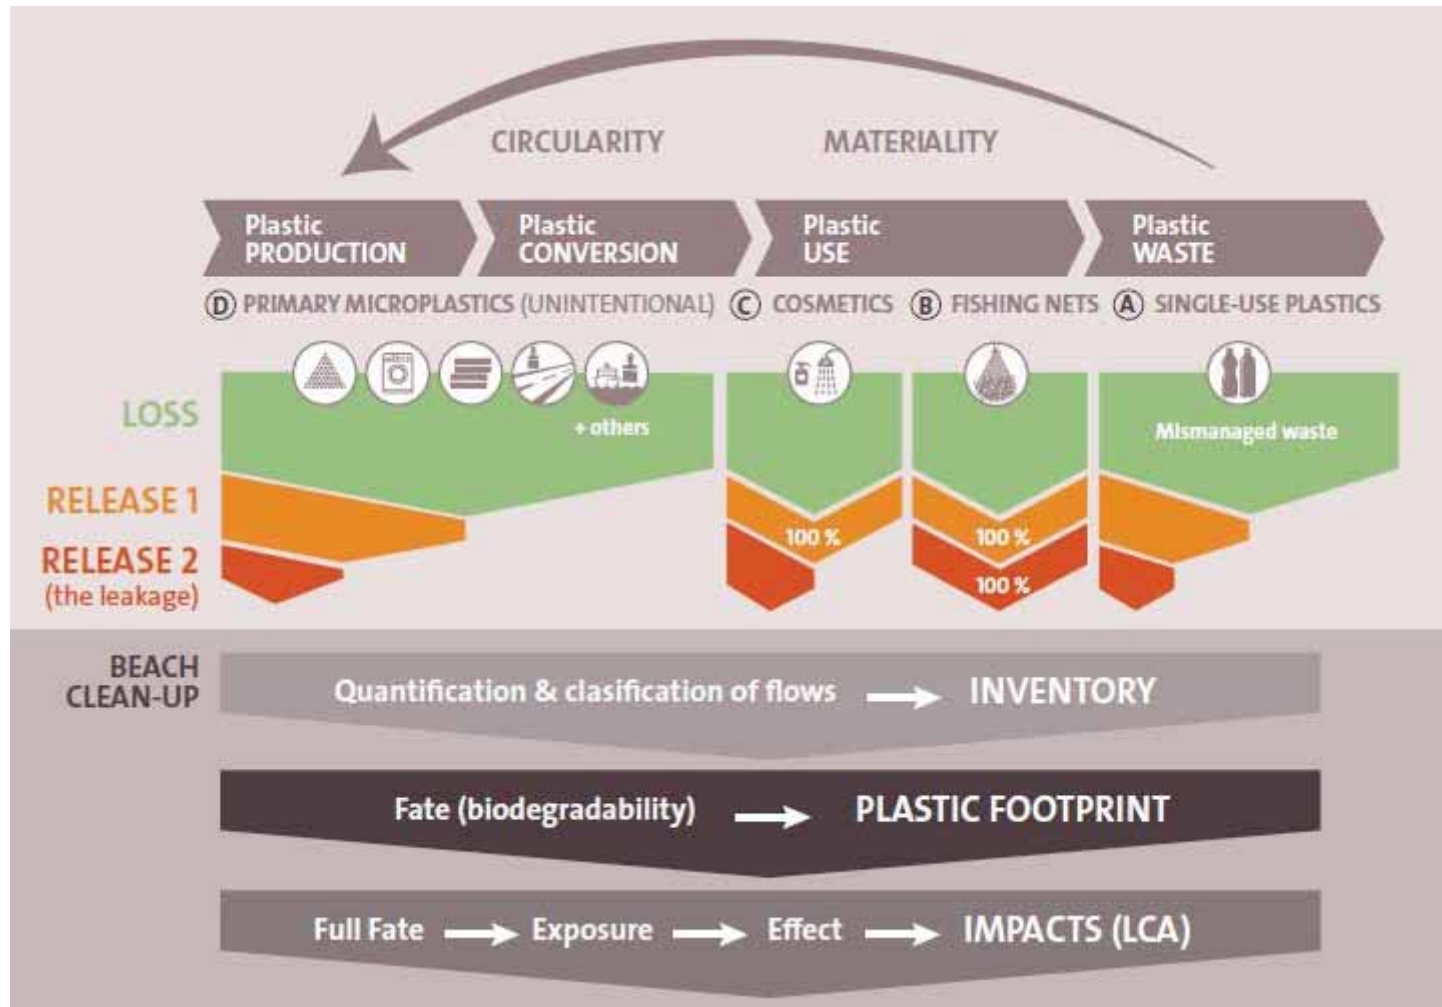 CIRCULARITY
MATERIALITY
Plastic
PRODUCTION
Plastic
CONVERSION
Plastic
USE
Plastic
WASTE
D PRIMARY MICROPLASTICS (UNINTENTIONAL)
C COSMETICS
B FISHING NETS
A SINGLE-USE PLASTICS
LOSS
+ others
Mismanaged waste
RELEASE 1
100 %
100 %
RELEASE 2
(the leakage)
100 %
BEACH
CLEAN-UP
Quantification & clasification of flows
INVENTORY
Fate (biodegradability)
PLASTIC FOOTPRINT
Full Fate
Exposure
Effect
IMPACTS (LCA)